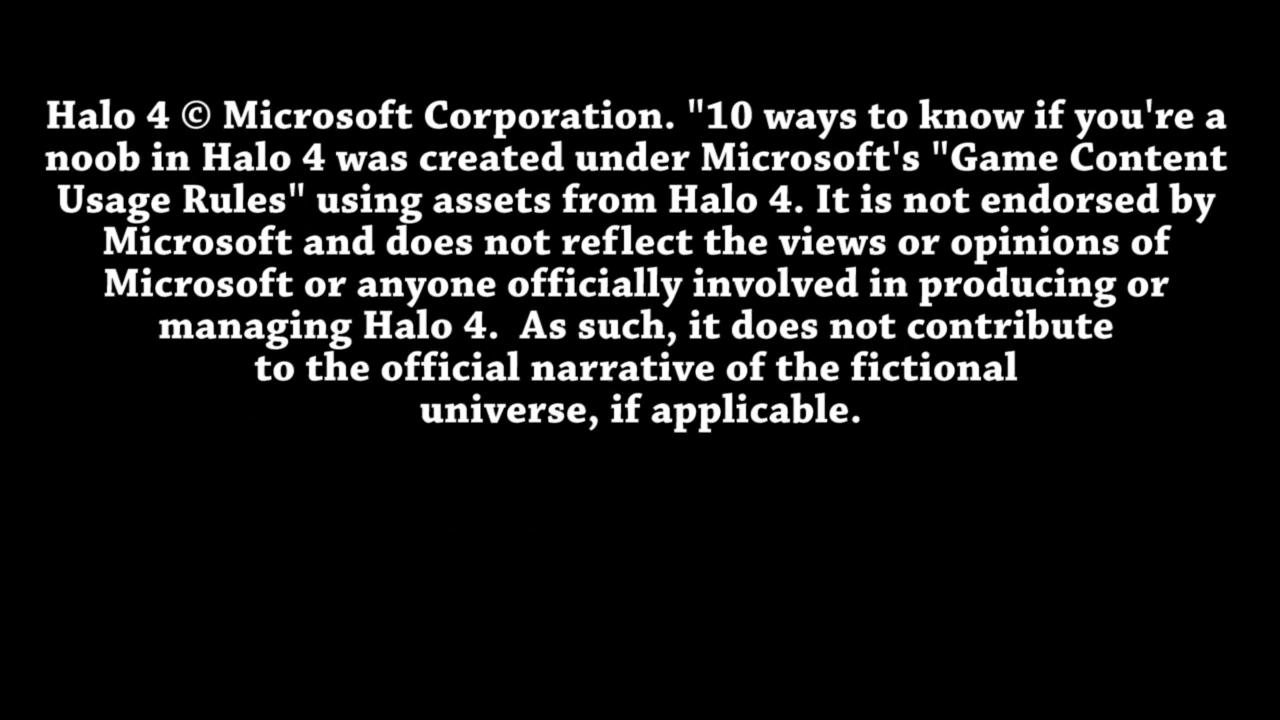 Halo 4 © Microsoft Corporation. "10 ways to know if you're a
noob in Halo 4 was created under Microsoft's "Game Content
Usage Rules" using assets from Halo 4. It is not endorsed by
Microsoft and does not reflect the views or opinions of
Microsoft or anyone officially involved in producing or
managing Halo 4.  As such, it does not contribute
to the official narrative of the fictional
universe, if applicable.